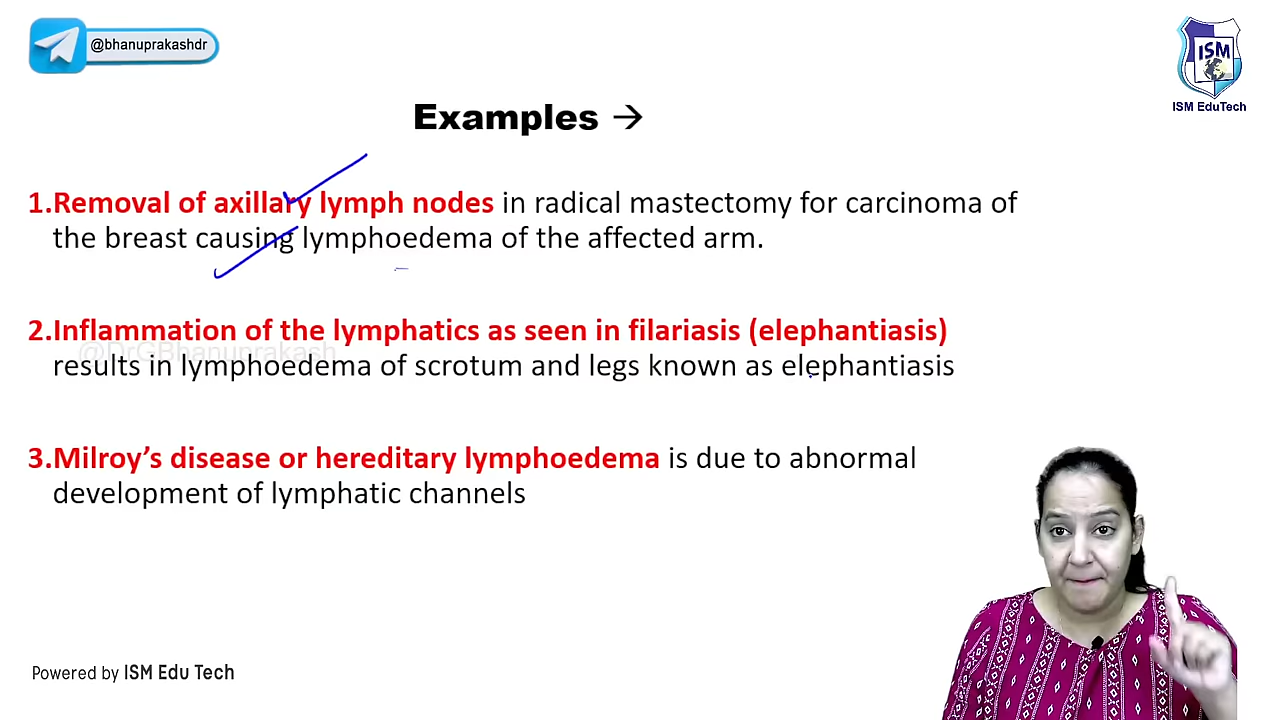 @bhanuprakashdr
ISM
ISM EduTech
Examples →
1.Removal of axillary lymph nodes in radical mastectomy for carcinoma of
the breast causing lymphoedema of the affected arm.
2.Inflammation of the lymphatics as seen in filariasis (elephantiasis)
@DrGBhanuprakash
results in lymphoedema of scrotum and legs known as elephantiasis
3.Milroy’s disease or hereditary lymphoedema is due to abnormal
development of lymphatic channels
Powered by ISM Edu Tech